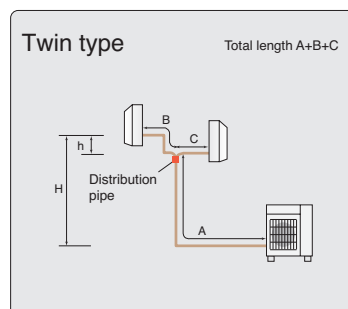 Twin type
Total length A+B+C
B
C
h
H
Distribution
pipe
A